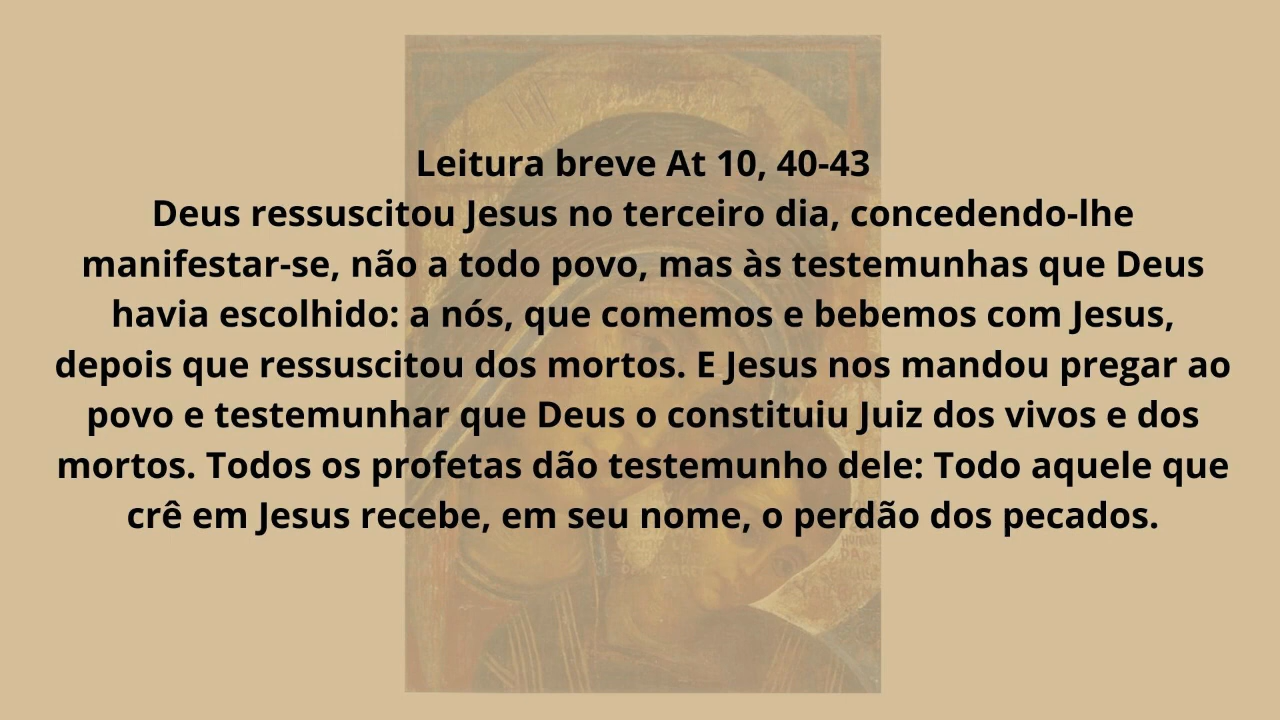 Leitura breve At 10, 40-43
Deus ressuscitou Jesus no terceiro dia, concedendo-lhe
manifestar-se, não a todo povo, mas às testemunhas que Deus
havia escolhido: a nós, que comemos e bebemos com Jesus,
depois que ressuscitou dos mortos. E Jesus nos mandou pregar ao
povo e testemunhar que Deus o constituiu Juiz dos vivos e dos
mortos. Todos os profetas dão testemunho dele: Todo aquele que
crê em Jesus recebe, em seu nome, o perdão dos pecados.